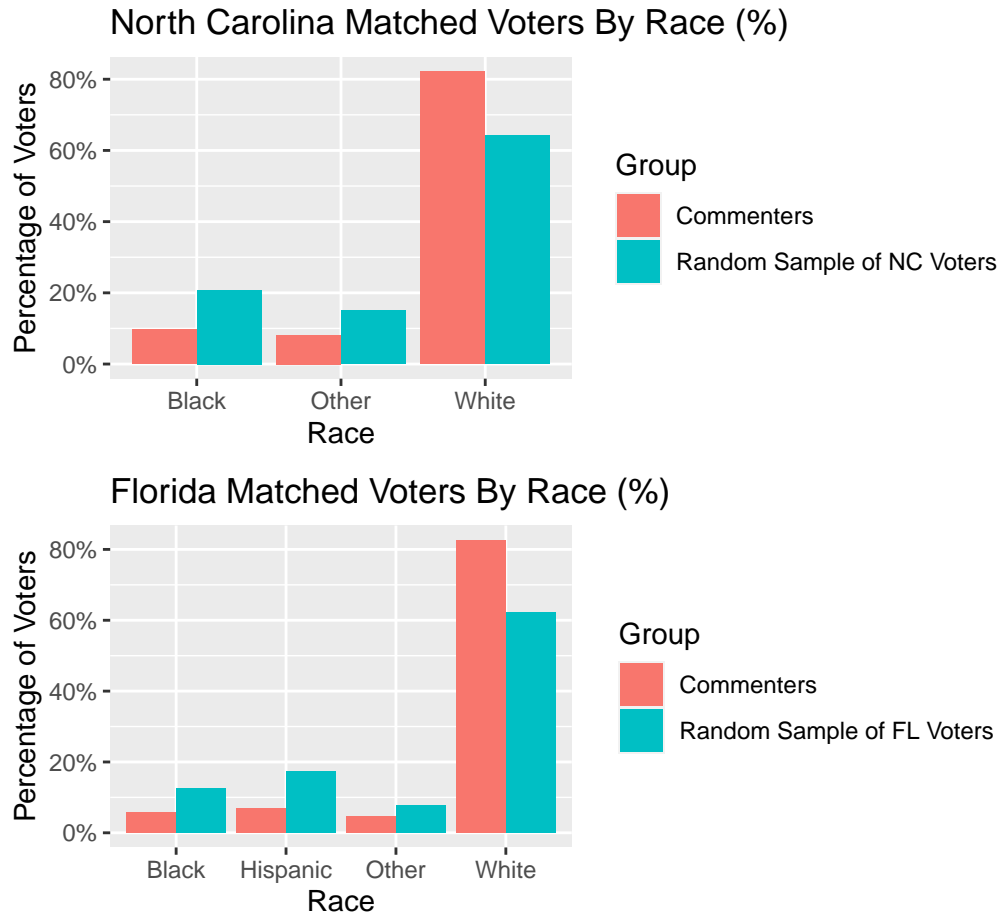 North Carolina Matched Voters By Race (%)
Percentage of Voters
80%
60%
40%
20%
0%
Black Other White
Race
Group
Commenters
Random Sample of NC Voters
Florida Matched Voters By Race (%)
Percentage of Voters
80%
60%
40%
20%
0%
Black Hispanic Other White
Race
Group
Commenters
Random Sample of FL Voters